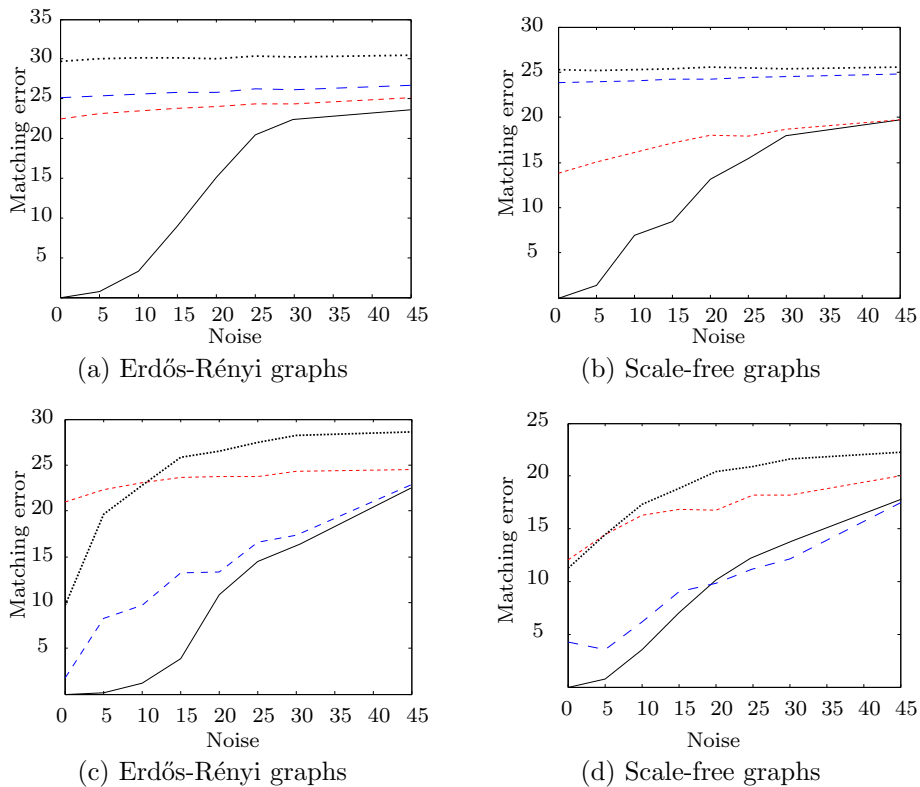 35
30
25
20
15
10
5
Matching error
0 5 10 15 20 25 30 35 40 45
Noise
(a) Erdős-Rényi graphs
30
25
20
15
10
5
Matching error
0 5 10 15 20 25 30 35 40 45
Noise
(b) Scale-free graphs
30
25
20
15
10
5
Matching error
0 5 10 15 20 25 30 35 40 45
Noise
(c) Erdős-Rényi graphs
25
20
15
10
5
Matching error
0 5 10 15 20 25 30 35 40 45
Noise
(d) Scale-free graphs